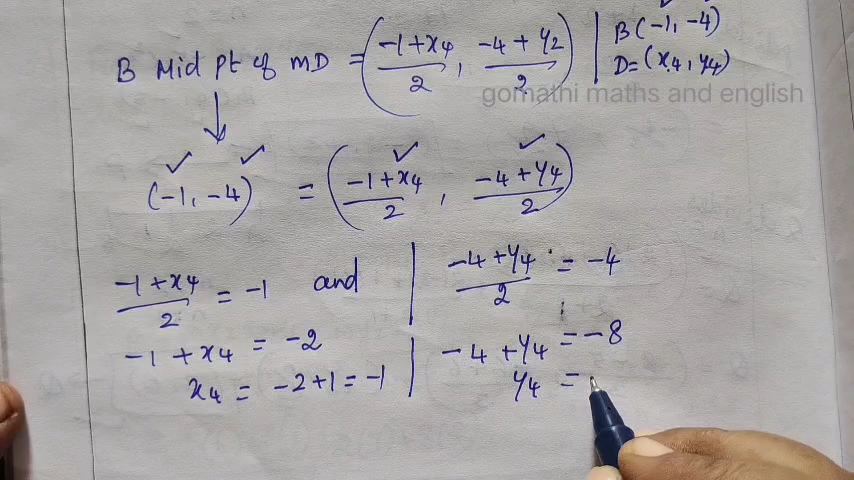 B Mid Pt of MD = (-1+x4/2, -4+y2/2) | B(-1,-4)
D=(x4,y4)
gomathi maths and english
(-1,-4) = (-1+x4/2, -4+y4/2)
-1+x4/2 = -1 and | -4+y4/2 = -4
-1+x4 = -2 | -4+y4 = -8
x4 = -2+1=-1 | y4 =